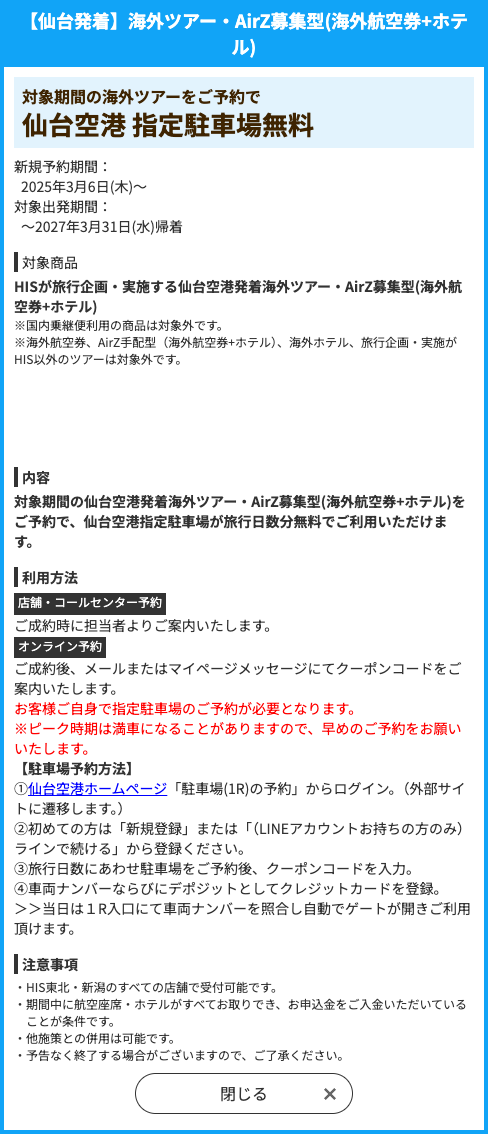 【仙台発着】海外ツアー・AirZ募集型(海外航空券+ホテ
ル)
対象期間の海外ツアーをご予約で
仙台空港 指定駐車場無料
新規予約期間：
2025年3月6日(木)～
対象出発期間：
～2027年3月31日(水)帰着
対象商品
HISが旅行企画・実施する仙台空港発着海外ツアー・AirZ募集型(海外航
空券+ホテル)
※国内乗継便利用の商品は対象外です。
※海外航空券、AirZ手配型（海外航空券+ホテル）、海外ホテル、旅行企画・実施が
HIS以外のツアーは対象外です。
内容
対象期間の仙台空港発着海外ツアー・AirZ募集型(海外航空券+ホテル)を
ご予約で、仙台空港指定駐車場が旅行日数分無料でご利用いただけま
す。
利用方法
店舗・コールセンター予約
ご成約時に担当者よりご案内いたします。
オンライン予約
ご成約後、メールまたはマイページメッセージにてクーポンコードをご
案内いたします。
お客様ご自身で指定駐車場のご予約が必要となります。
※ピーク時期は満車になることがありますので、早めのご予約をお願い
いたします。
【駐車場予約方法】
①仙台空港ホームページ「駐車場(1R)の予約」からログイン。（外部サイ
トに遷移します。）
②初めての方は「新規登録」または「（LINEアカウントお持ちの方のみ）
ラインで続ける」から登録ください。
③旅行日数にあわせ駐車場をご予約後、クーポンコードを入力。
④車両ナンバーならびにデポジットとしてクレジットカードを登録。
＞＞当日は１R入口にて車両ナンバーを照合し自動でゲートが開きご利用
頂けます。
注意事項
・HIS東北・新潟のすべての店舗で受付可能です。
・期間中に航空座席・ホテルがすべてお取りでき、お申込金をご入金いただいている
ことが条件です。
・他施策との併用は可能です。
・予告なく終了する場合がございますので、ご了承ください。
閉じる ×